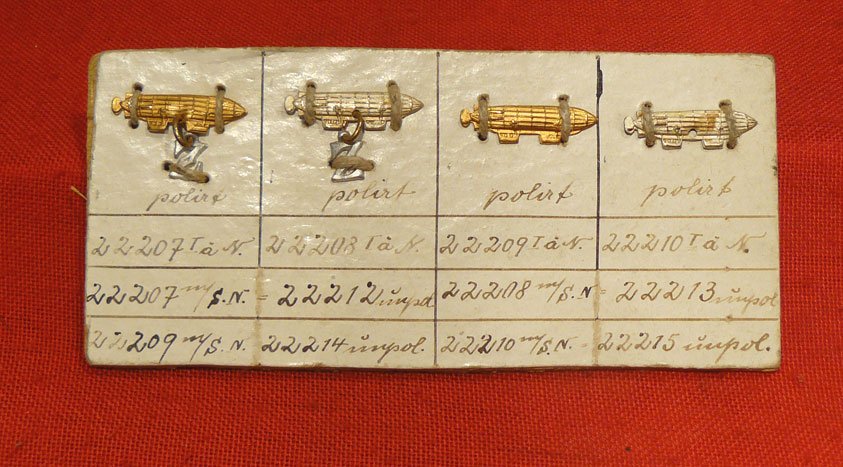 polirt polirt polirt polirt
22207 T à N. 22208 T à N. 22209 T à N. 22210 T à N.
22207 m/S.N. = 22212 unpol 22208 m/S.N = 22213 unpol
22209 m/S.N. 22214 unpol. 22210 m/S.N. = 22215 unpol.